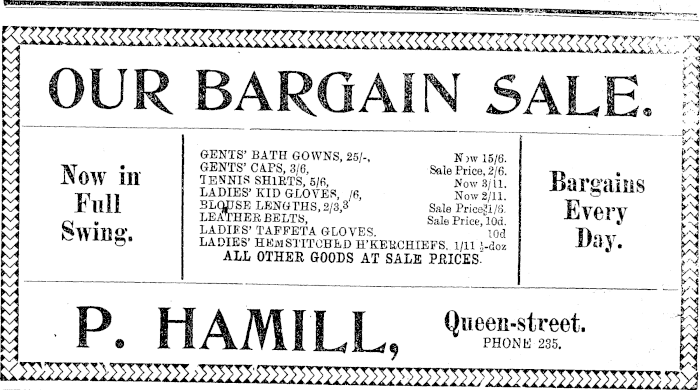 OUR BARGAIN SALE.
Now in
Full
Swing.
GENTS' BATH GOWNS, 25/-, Now 15/6.
GENTS' CAPS, 3/6, Sale Price, 2/6.
TENNIS SHIRTS, 5/6, Now 3/11.
LADIES' KID GLOVES, /6, Now 2/11.
BLOUSE LENGTHS, 2/3, Sale Price 1/6.
LEATHER BELTS, Sale Price, 10d.
LADIES' TAFFETA GLOVES. 10d
LADIES' HEMSTITCHED H'KERCHIEFS. 1/11 ½-doz
ALL OTHER GOODS AT SALE PRICES.
Bargains
Every
Day.
P. HAMILL,
Queen-street.
PHONE 235.